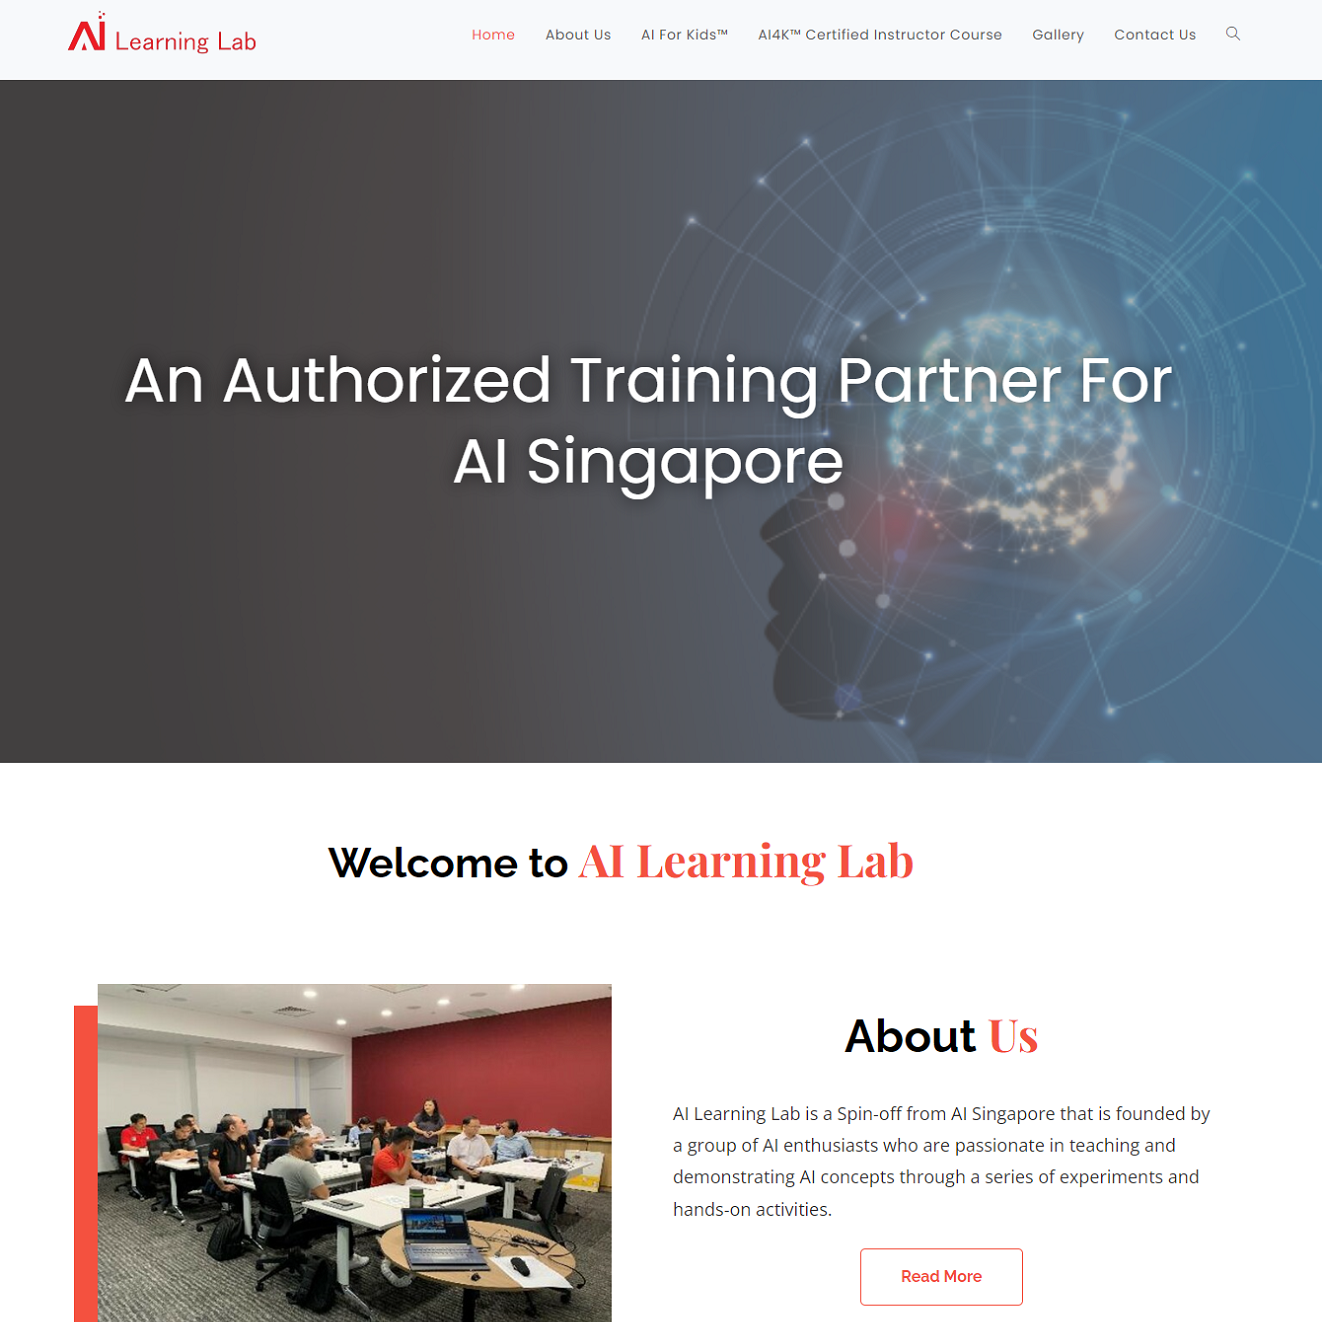 AI Learning Lab
Home About Us AI For Kids™ AI4K™ Certified Instructor Course Gallery Contact Us
An Authorized Training Partner For
AI Singapore
Welcome to AI Learning Lab
About Us
AI Learning Lab is a Spin-off from AI Singapore that is founded by
a group of AI enthusiasts who are passionate in teaching and
demonstrating AI concepts through a series of experiments and
hands-on activities.
Read More